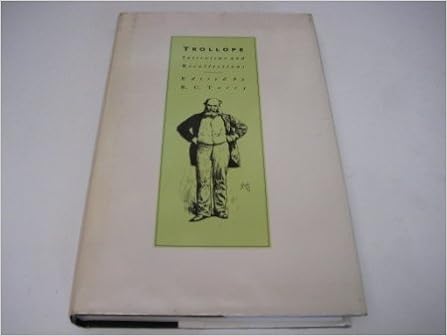 TROLLOPE
Interviews and
Recollections
Edited by
R. C. Terry